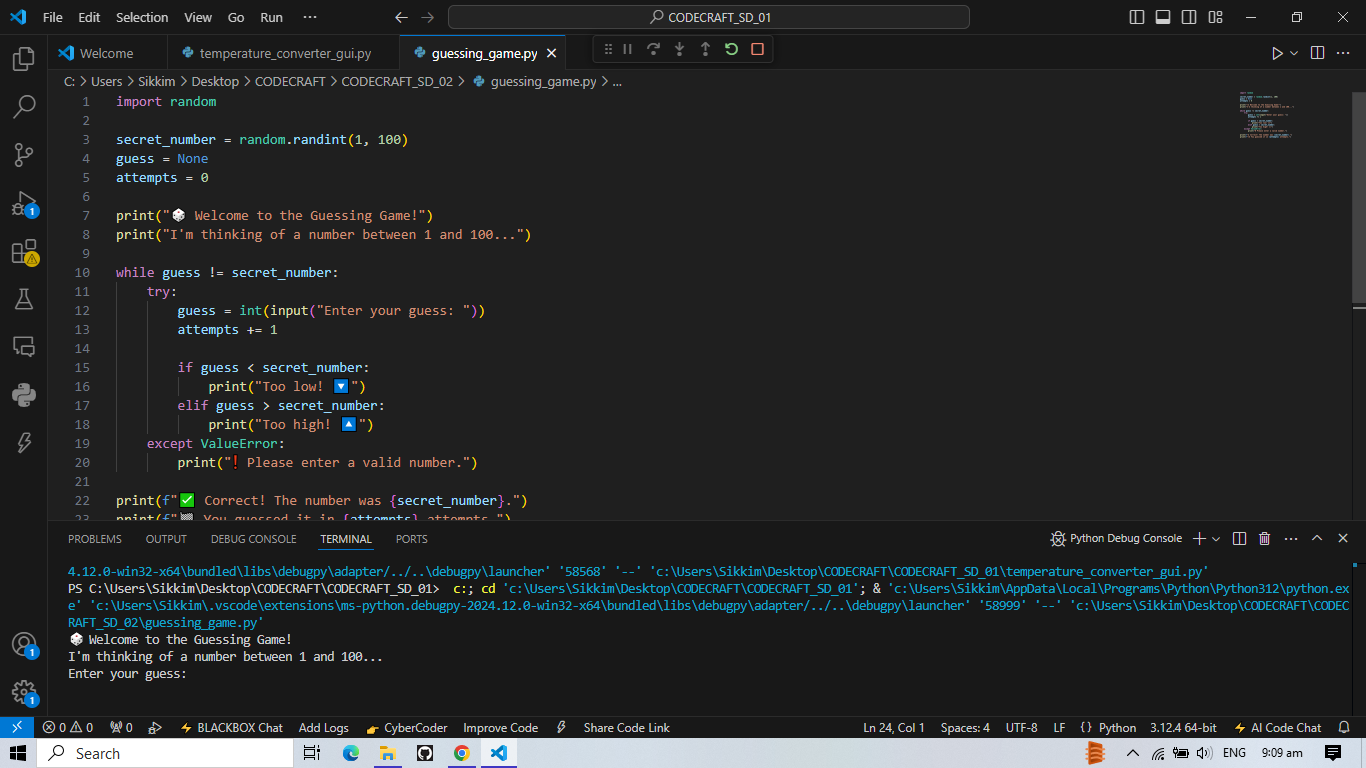 File Edit Selection View Go Run ··· CODECRAFT_SD_01
Welcome temperature_converter_gui.py guessing_game.py
C: > Users > Sikkim > Desktop > CODECRAFT > CODECRAFT_SD_02 > guessing_game.py > ...
1 import random
2
3 secret_number = random.randint(1, 100)
4 guess = None
5 attempts = 0
6
7 print("🎲 Welcome to the Guessing Game!")
8 print("I'm thinking of a number between 1 and 100...")
9
10 while guess != secret_number:
11     try:
12         guess = int(input("Enter your guess: "))
13         attempts += 1
14
15         if guess < secret_number:
16             print("Too low! 🔽")
17         elif guess > secret_number:
18             print("Too high! 🔼")
19     except ValueError:
20         print("❗ Please enter a valid number.")
21
22 print(f"✅ Correct! The number was {secret_number}.")
23 print(f"🏁 You guessed it in {attempts} attempts.")
PROBLEMS OUTPUT DEBUG CONSOLE TERMINAL PORTS Python Debug Console
4.12.0-win32-x64\bundled\libs\debugpy\adapter/../..\debugpy\launcher' '58568' '--' 'c:\Users\Sikkim\Desktop\CODECRAFT\CODECRAFT_SD_01\temperature_converter_gui.py'
PS C:\Users\Sikkim\Desktop\CODECRAFT\CODECRAFT_SD_01>  c:; cd 'c:\Users\Sikkim\Desktop\CODECRAFT\CODECRAFT_SD_01'; & 'c:\Users\Sikkim\AppData\Local\Programs\Python\Python312\python.ex
e' 'c:\Users\Sikkim\.vscode\extensions\ms-python.debugpy-2024.12.0-win32-x64\bundled\libs\debugpy\adapter/../..\debugpy\launcher' '58999' '--' 'c:\Users\Sikkim\Desktop\CODECRAFT\CODEC
RAFT_SD_02\guessing_game.py'
🎲 Welcome to the Guessing Game!
I'm thinking of a number between 1 and 100...
Enter your guess:
0 0 0 BLACKBOX Chat Add Logs CyberCoder Improve Code Share Code Link Ln 24, Col 1 Spaces: 4 UTF-8 LF { } Python 3.12.4 64-bit AI Code Chat
Search ENG 9:09 am